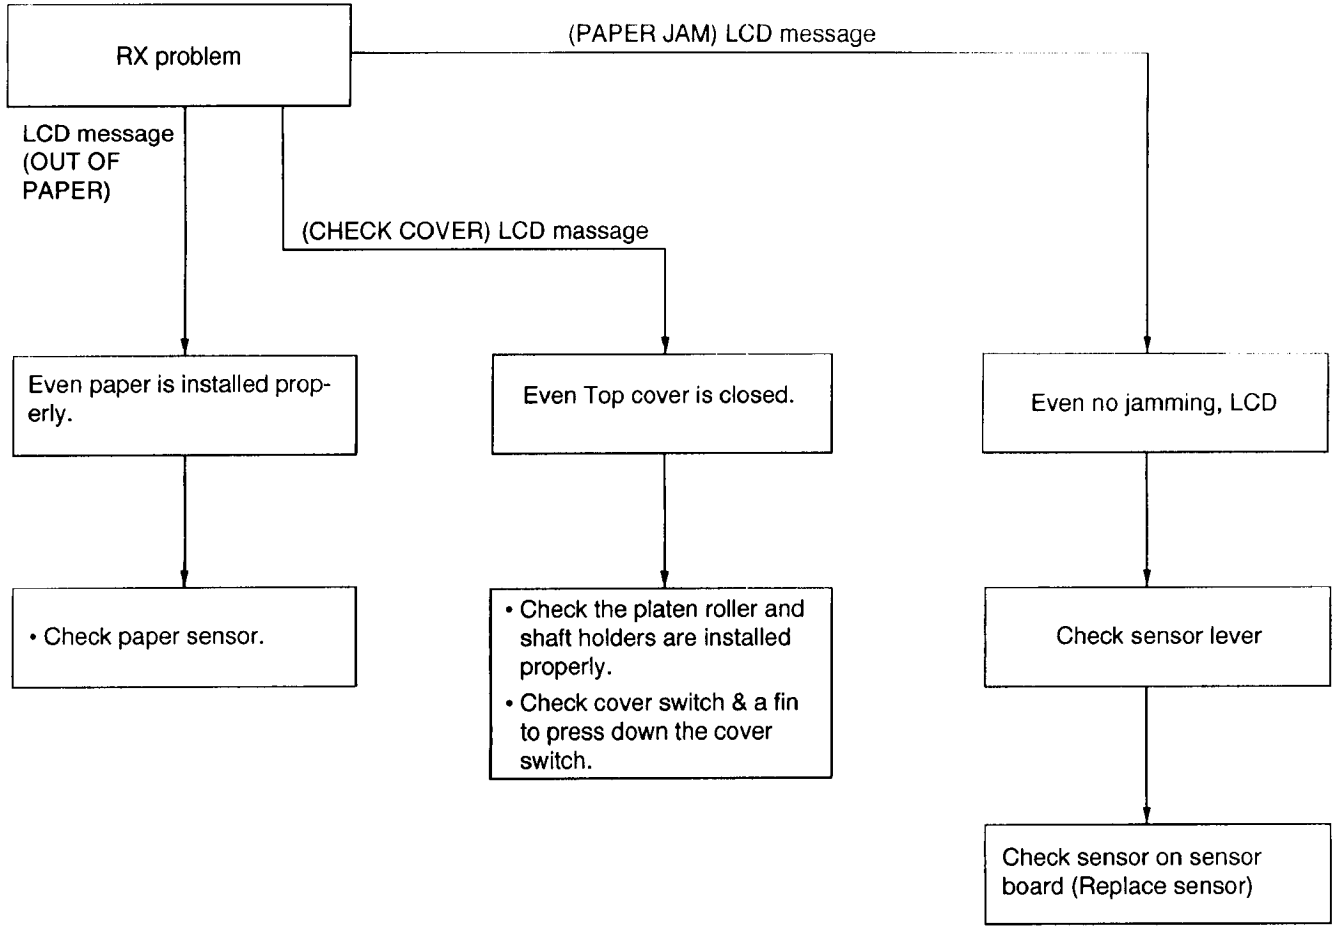 RX problem
(PAPER JAM) LCD message
LCD message
(OUT OF
PAPER)
(CHECK COVER) LCD massage
Even paper is installed prop-
erly.
Even Top cover is closed.
Even no jamming, LCD
• Check paper sensor.
• Check the platen roller and
shaft holders are installed
properly.
• Check cover switch & a fin
to press down the cover
switch.
Check sensor lever
Check sensor on sensor
board (Replace sensor)